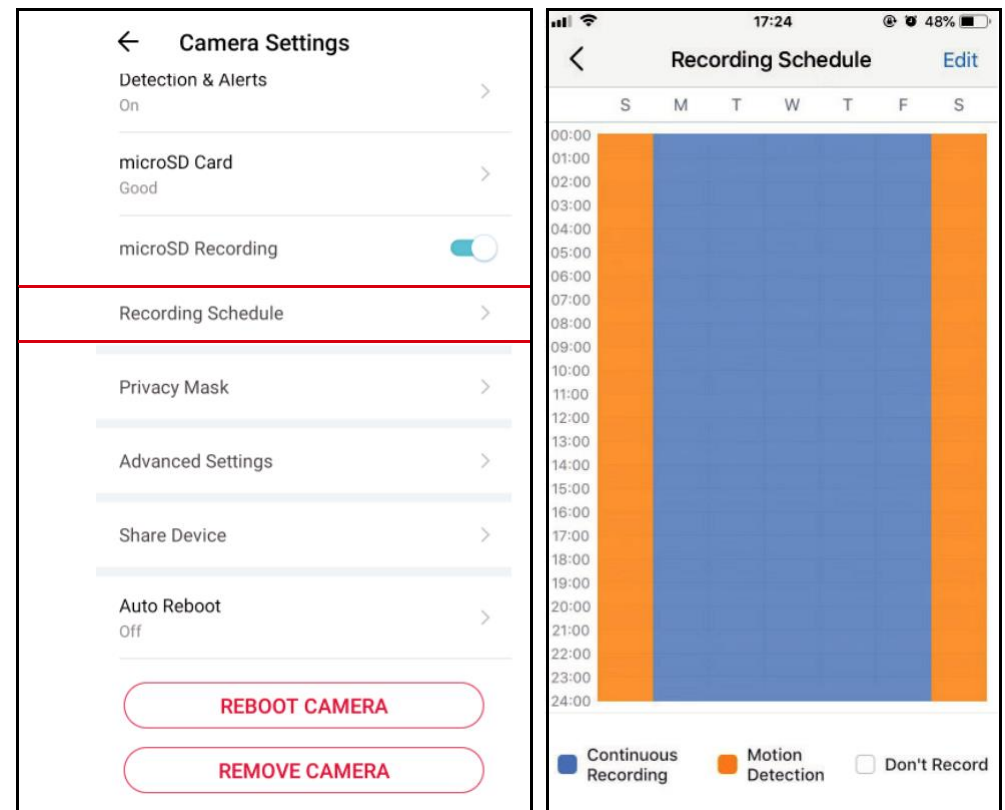 Camera Settings
Detection & Alerts
On
microSD Card
Good
microSD Recording
Recording Schedule
Privacy Mask
Advanced Settings
Share Device
Auto Reboot
Off
REBOOT CAMERA
REMOVE CAMERA
17:24
48%
Recording Schedule
Edit
S M T W T F S
00:00
01:00
02:00
03:00
04:00
05:00
06:00
07:00
08:00
09:00
10:00
11:00
12:00
13:00
14:00
15:00
16:00
17:00
18:00
19:00
20:00
21:00
22:00
23:00
24:00
Continuous
Recording
Motion
Detection
Don't Record